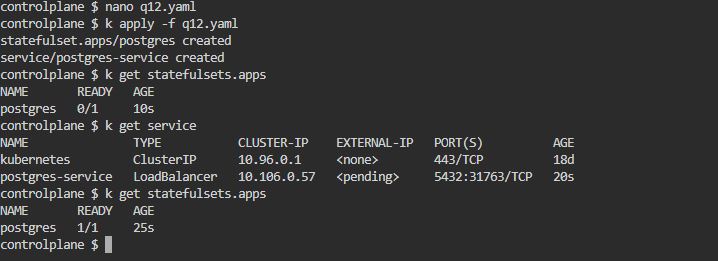 controlplane $ nano q12.yaml
controlplane $ k apply -f q12.yaml
statefulset.apps/postgres created
service/postgres-service created
controlplane $ k get statefulsets.apps
NAME       READY   AGE
postgres   0/1     10s
controlplane $ k get service
NAME               TYPE           CLUSTER-IP    EXTERNAL-IP   PORT(S)          AGE
kubernetes         ClusterIP      10.96.0.1     <none>        443/TCP          18d
postgres-service   LoadBalancer   10.106.0.57   <pending>     5432:31763/TCP   20s
controlplane $ k get statefulsets.apps
NAME       READY   AGE
postgres   1/1     25s
controlplane $